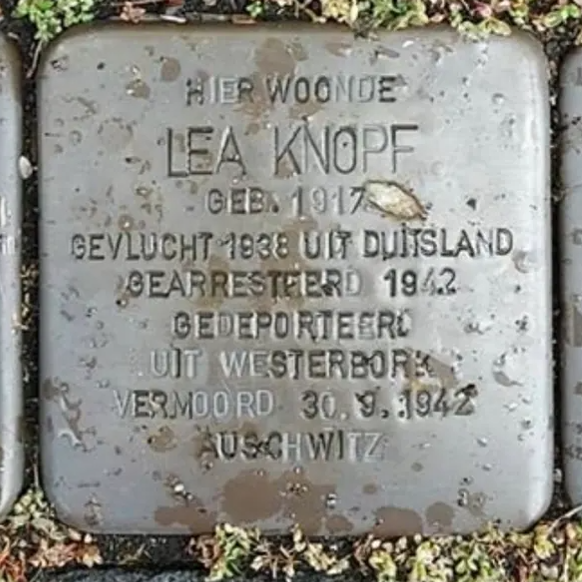 HIER WOONDE
LEA KNOPF
GEB. 1917
GEVLUCHT 1938 UIT DUITSLAND
GEARRESTEERD 1942
GEDEPORTEERD
UIT WESTERBORK
VERMOORD 30.9.1942
AUSCHWITZ